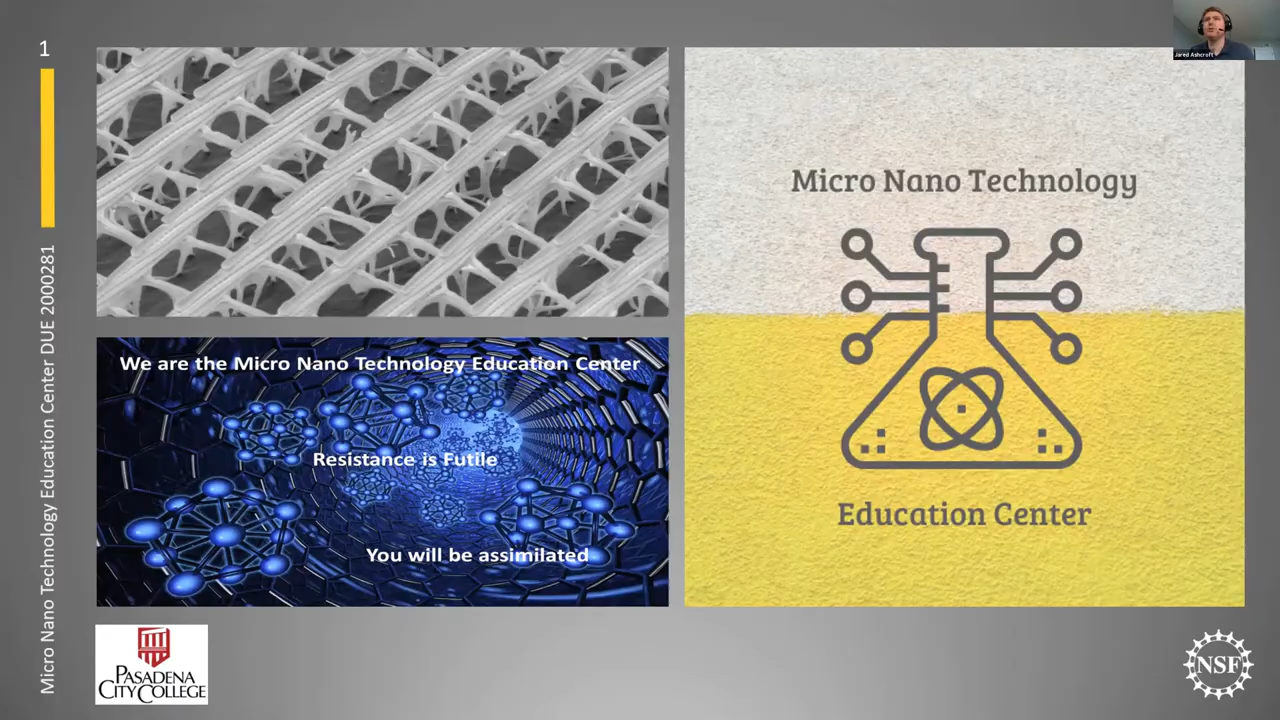 1
Micro Nano Technology Education Center DUE 2000281
We are the Micro Nano Technology Education Center
Resistance is Futile
You will be assimilated
Micro Nano Technology
Education Center
Jared Ashcroft
PASADENA
CITY COLLEGE
NSF